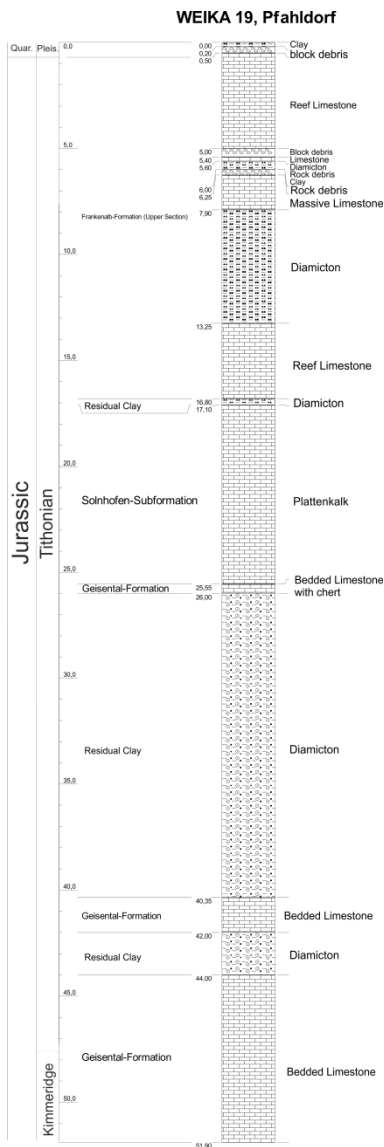 WEIKA 19, Pfahldorf
Quar. Pleis. 0,0 0,00 Clay
0,20 block debris
0,50
Reef Limestone
5,0 5,00 Block debris
5,40 Limestone
5,60 Diamicton
Rock debris
Clay
6,00 Rock debris
6,25 Massive Limestone
7,90
Frankenalb-Formation (Upper Section)
10,0
Diamicton
13,25
15,0
Reef Limestone
16,80
Residual Clay Diamicton
17,10
20,0
Jurassic
Tithonian
Solnhofen-Subformation Plattenkalk
25,0
25,55 Bedded Limestone
Geisental-Formation with chert
26,00
30,0
Residual Clay Diamicton
35,0
40,0
40,35
Geisental-Formation Bedded Limestone
42,00
Residual Clay Diamicton
44,00
45,0
Geisental-Formation
Bedded Limestone
Kimmeridge
50,0
51,90